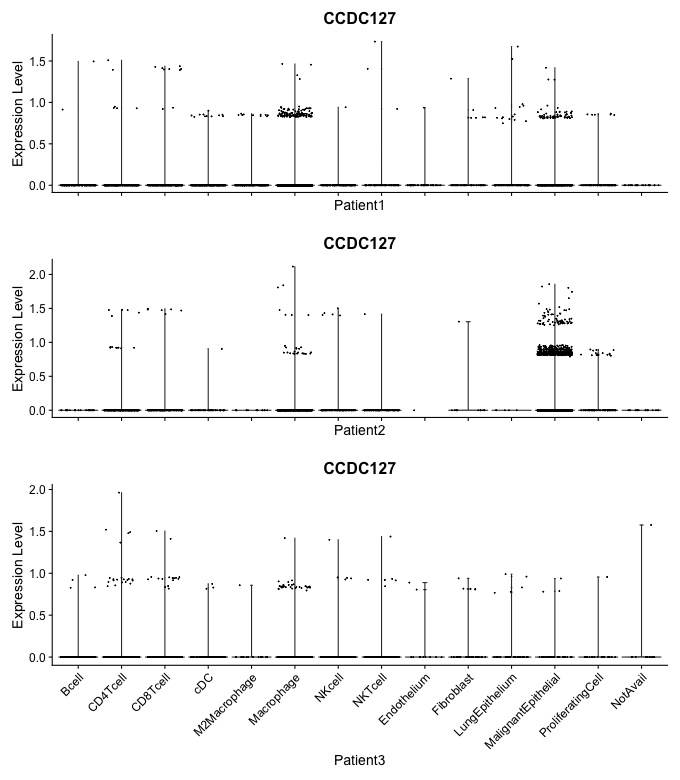 CCDC127
1.5
1.0
0.5
0.0
Expression Level
Patient1
CCDC127
2.0
1.5
1.0
0.5
0.0
Expression Level
Patient2
CCDC127
2.0
1.5
1.0
0.5
0.0
Expression Level
Bcell
CD4Tcell
CD8Tcell
cDC
M2Macrophage
Macrophage
NKcell
NKTcell
Endothelium
Fibroblast
LungEpithelium
MalignantEpithelial
ProliferatingCell
NotAvail
Patient3